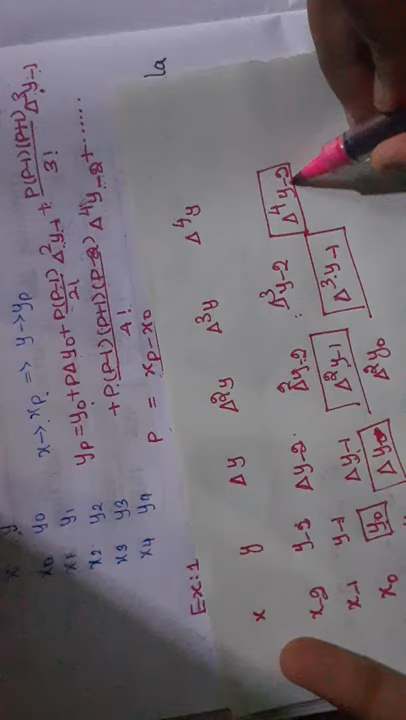 x y
x0 y0 x → xp => y → yp
x1 y1 yp = y0 + PΔy0 + P(P-1)/2! Δ²y-1 + P(P-1)(P+1)/3! Δ³y-1
x2 y2 + P(P-1)(P+1)(P-2)/4! Δ⁴y-2 + ......
x3 y3
x4 y4 P = xp - x0
la
Ex:1
x y Δy Δ²y Δ³y Δ⁴y
x-2 y-2 Δy-2 Δ²y-2 Δ³y-2 Δ⁴y-2
x-1 y-1 Δy-1 Δ²y-1 Δ³y-1
x0 y0 Δy0 Δ²y0